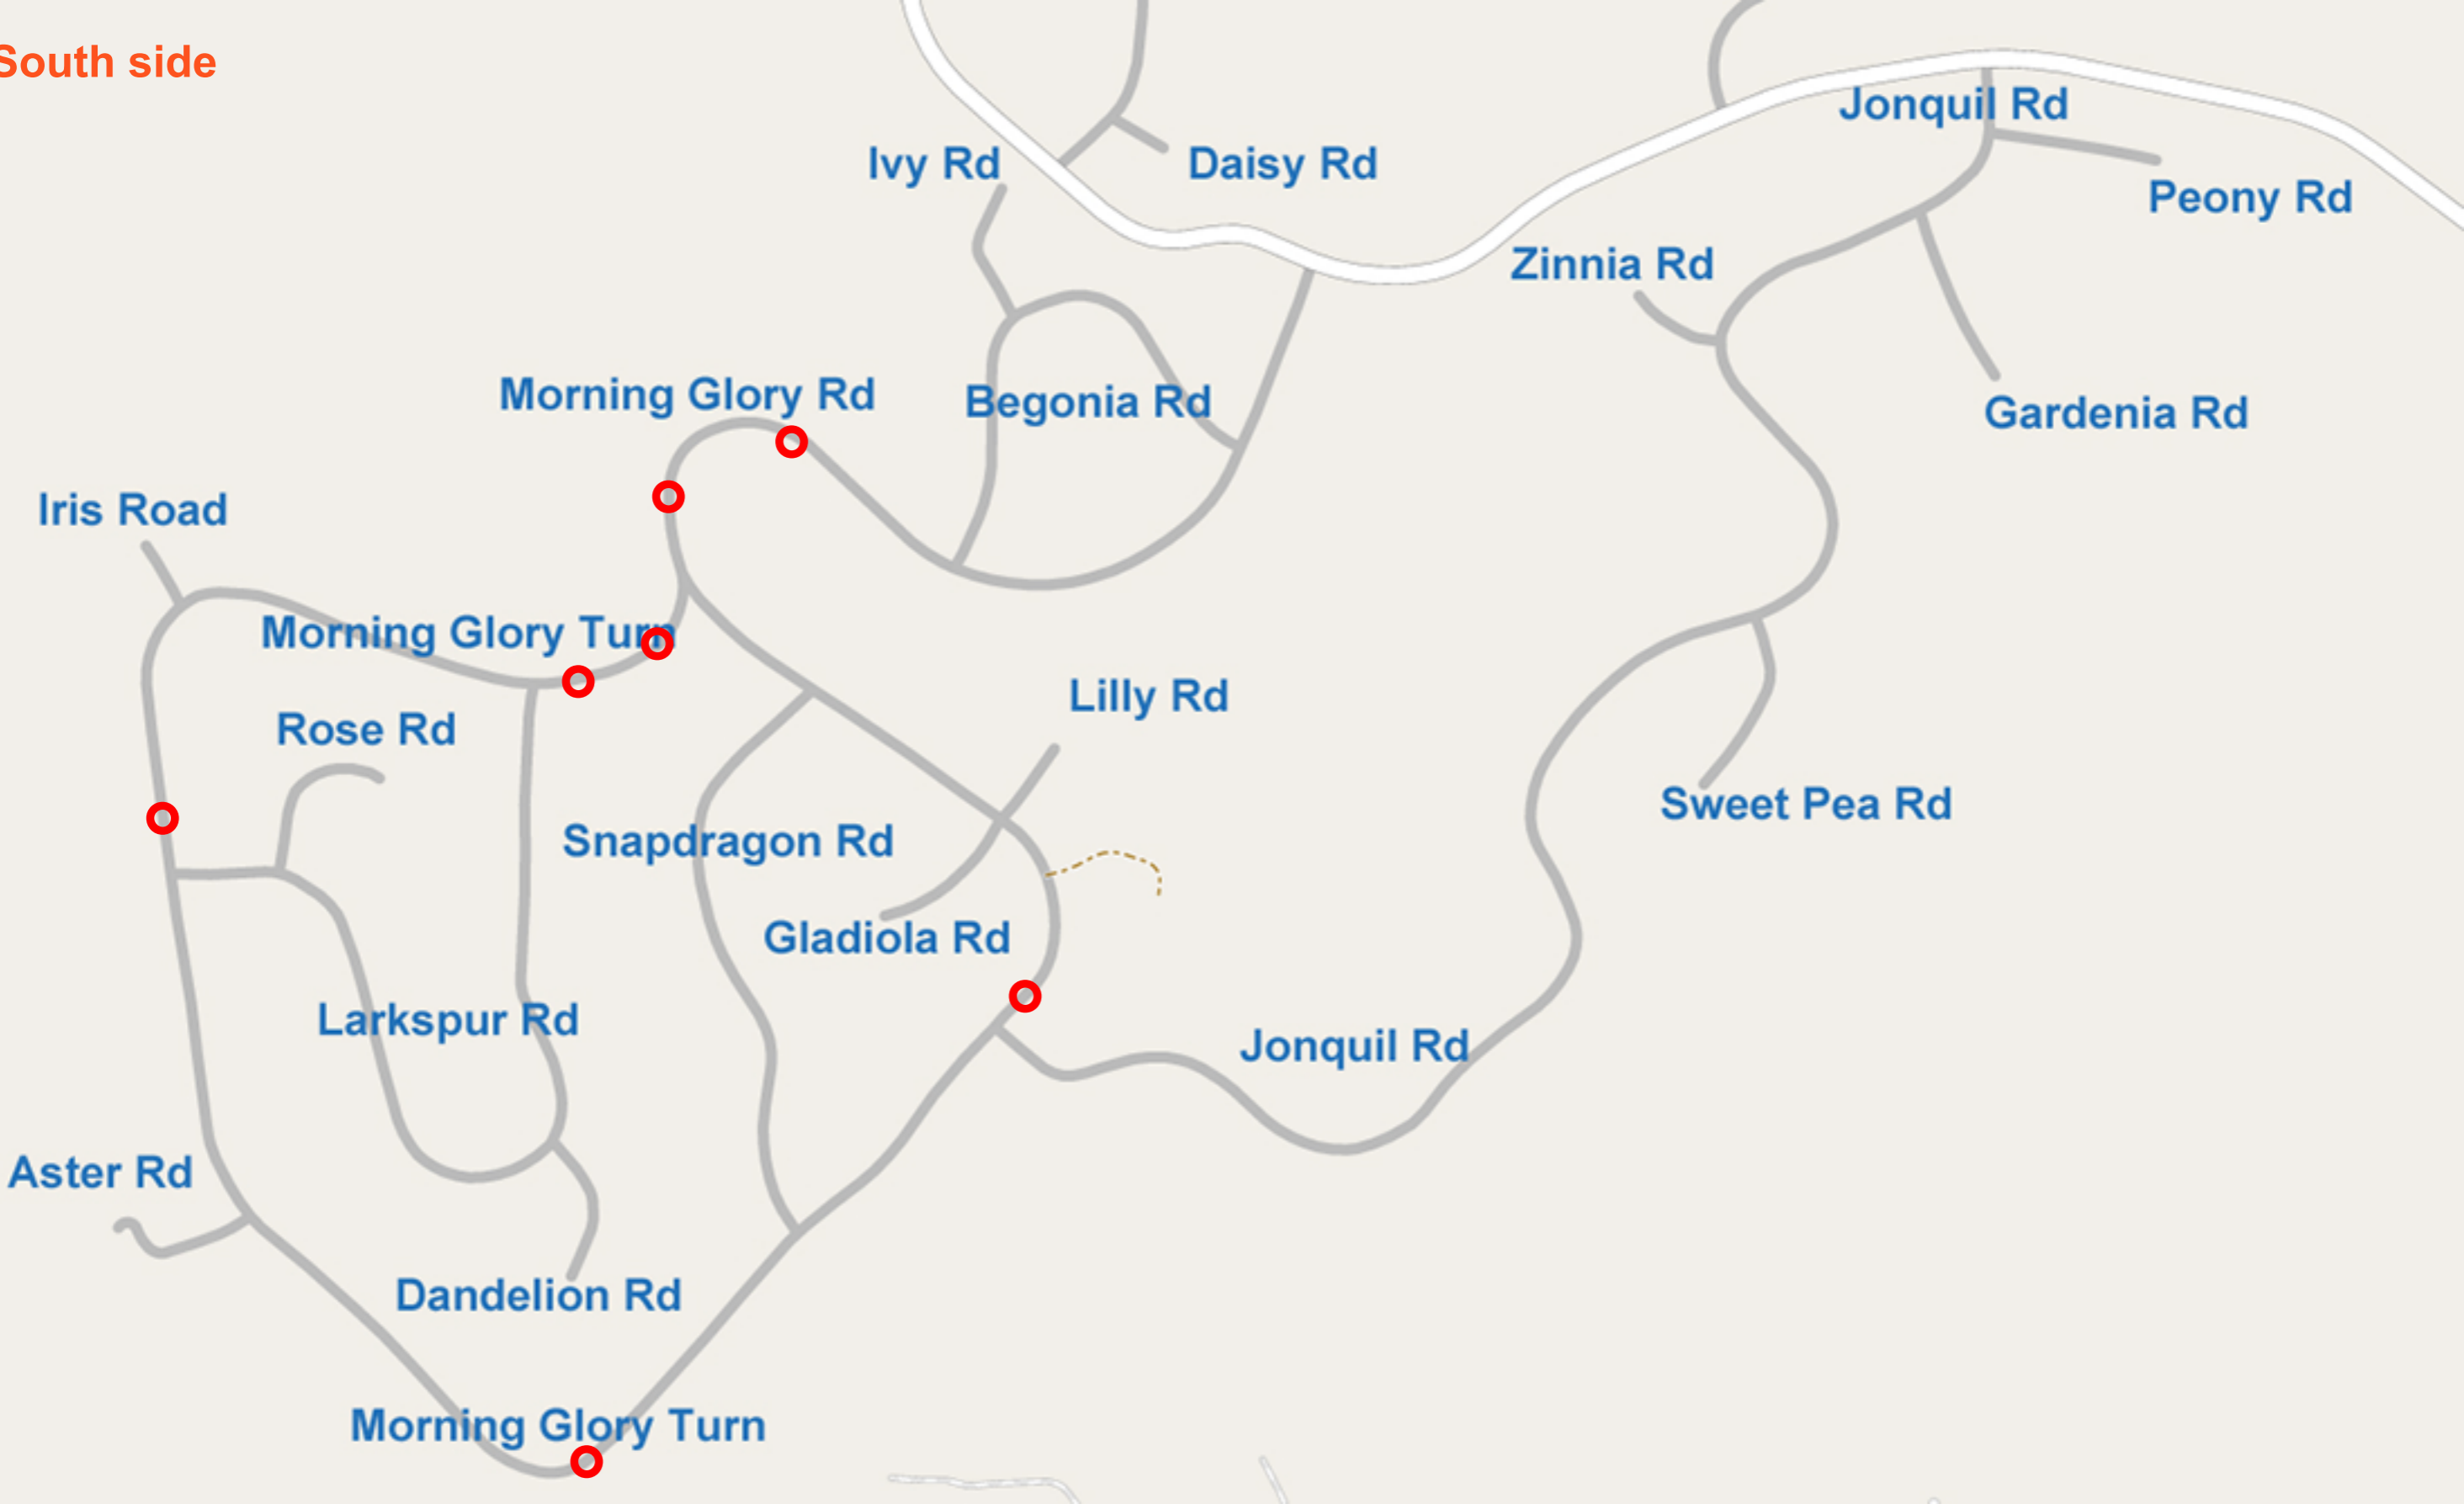 South side
Jonquil Rd
Ivy Rd
Daisy Rd
Peony Rd
Zinnia Rd
Morning Glory Rd
Begonia Rd
Gardenia Rd
Iris Road
Morning Glory Turn
Lilly Rd
Rose Rd
Sweet Pea Rd
Snapdragon Rd
Gladiola Rd
Larkspur Rd
Jonquil Rd
Aster Rd
Dandelion Rd
Morning Glory Turn